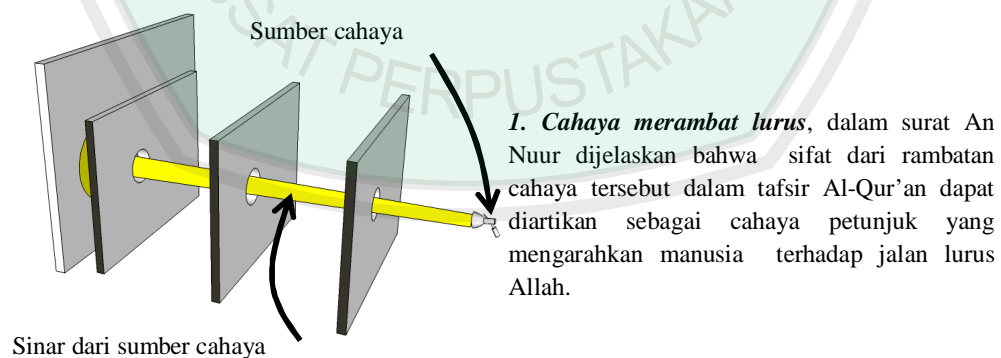 SAT PERPUSTAKA
Sumber cahaya
1. Cahaya merambat lurus, dalam surat An
Nuur dijelaskan bahwa sifat dari rambatan
cahaya tersebut dalam tafsir Al-Qur’an dapat
diartikan sebagai cahaya petunjuk yang
mengarahkan manusia terhadap jalan lurus
Allah.
Sinar dari sumber cahaya